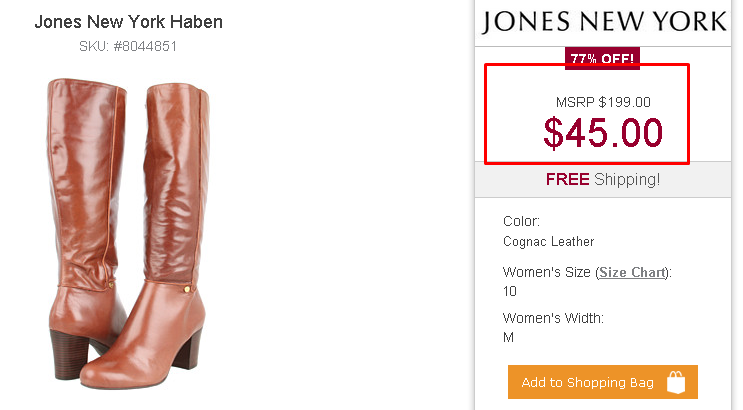 Jones New York Haben
SKU: #8044851
JONES NEW YORK
77% OFF!
MSRP $199.00
$45.00
FREE Shipping!
Color:
Cognac Leather
Women's Size (Size Chart):
10
Women's Width:
M
Add to Shopping Bag